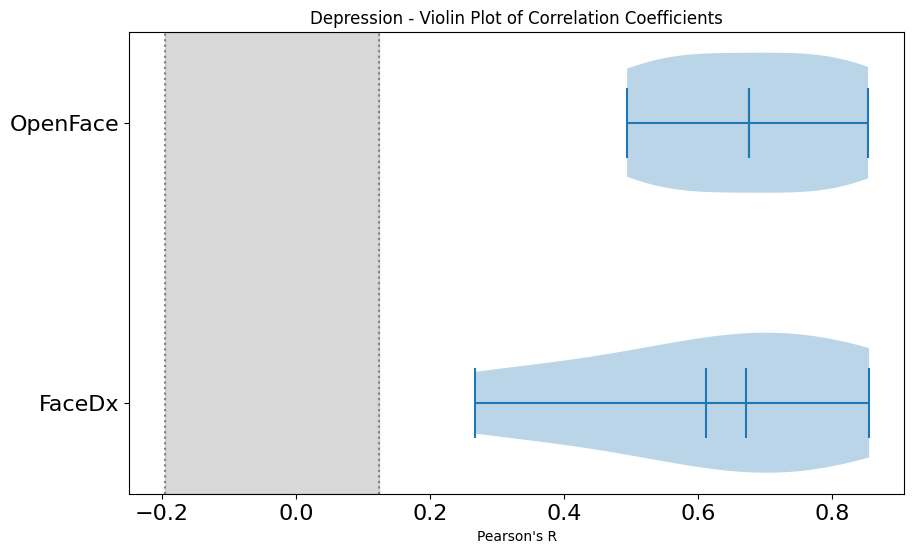 Depression - Violin Plot of Correlation Coefficients
OpenFace
FaceDx
−0.2 0.0 0.2 0.4 0.6 0.8
Pearson's R